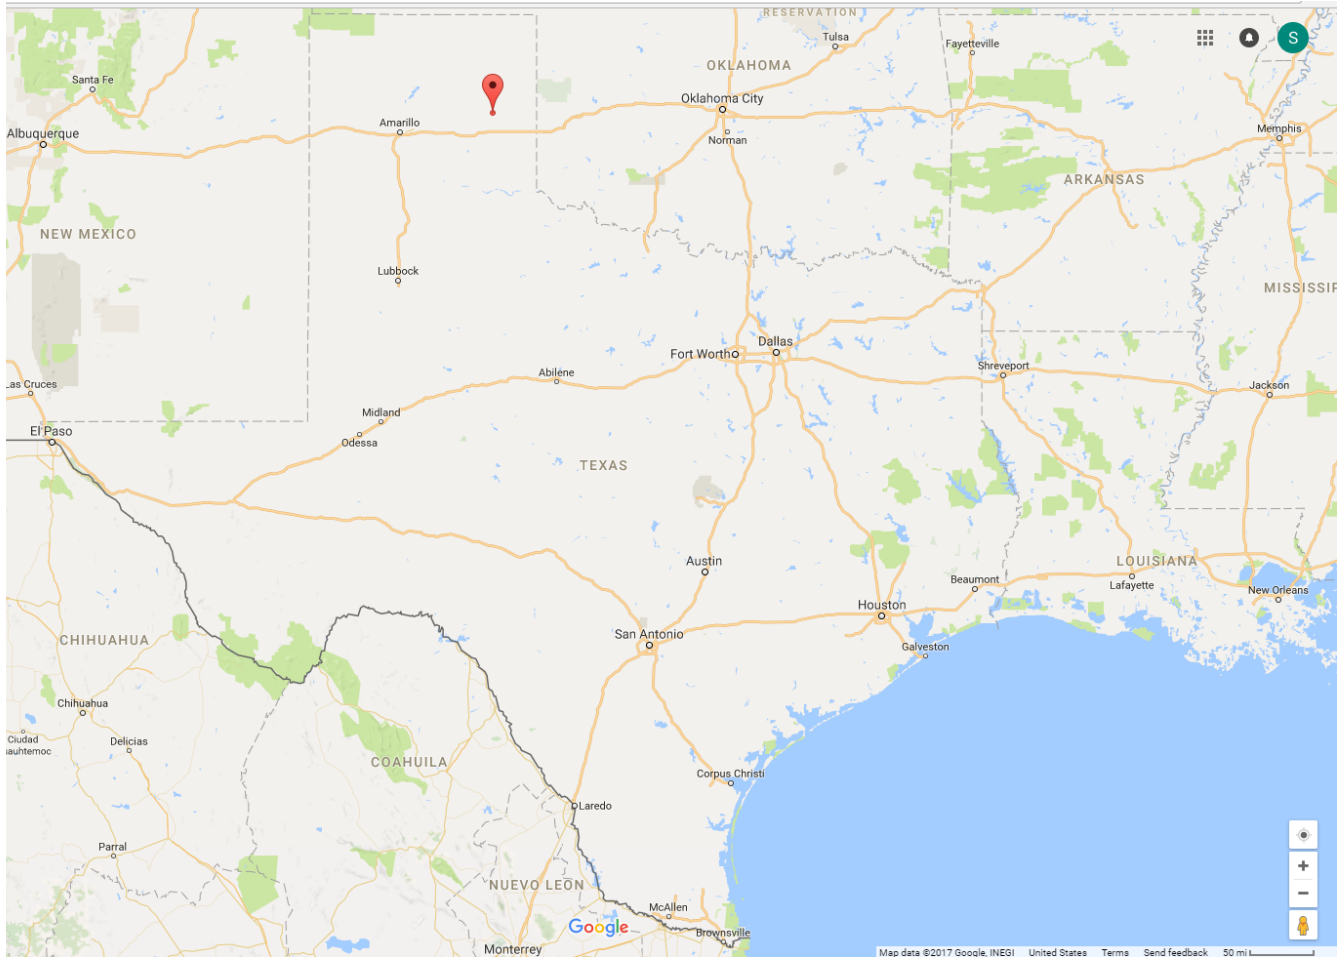 RESERVATION
Tulsa
Fayetteville
S
OKLAHOMA
Santa Fe
Oklahoma City
Amarillo
Albuquerque
Norman
Memphis
ARKANSAS
NEW MEXICO
Lubbock
MISSISSIP
Dallas
Fort Worth
Abilene
Shreveport
Las Cruces
Jackson
Midland
El Paso
Odessa
TEXAS
Austin
LOUISIANA
Beaumont
Lafayette
New Orleans
Houston
San Antonio
CHIHUAHUA
Galveston
Chihuahua
Ciudad
uauhtemoc
Delicias
COAHUILA
Corpus Christi
Laredo
Parral
NUEVO LEON
McAllen
Google
Brownsville
Monterrey
Map data ©2017 Google, INEGI United States Terms Send feedback 50 mi